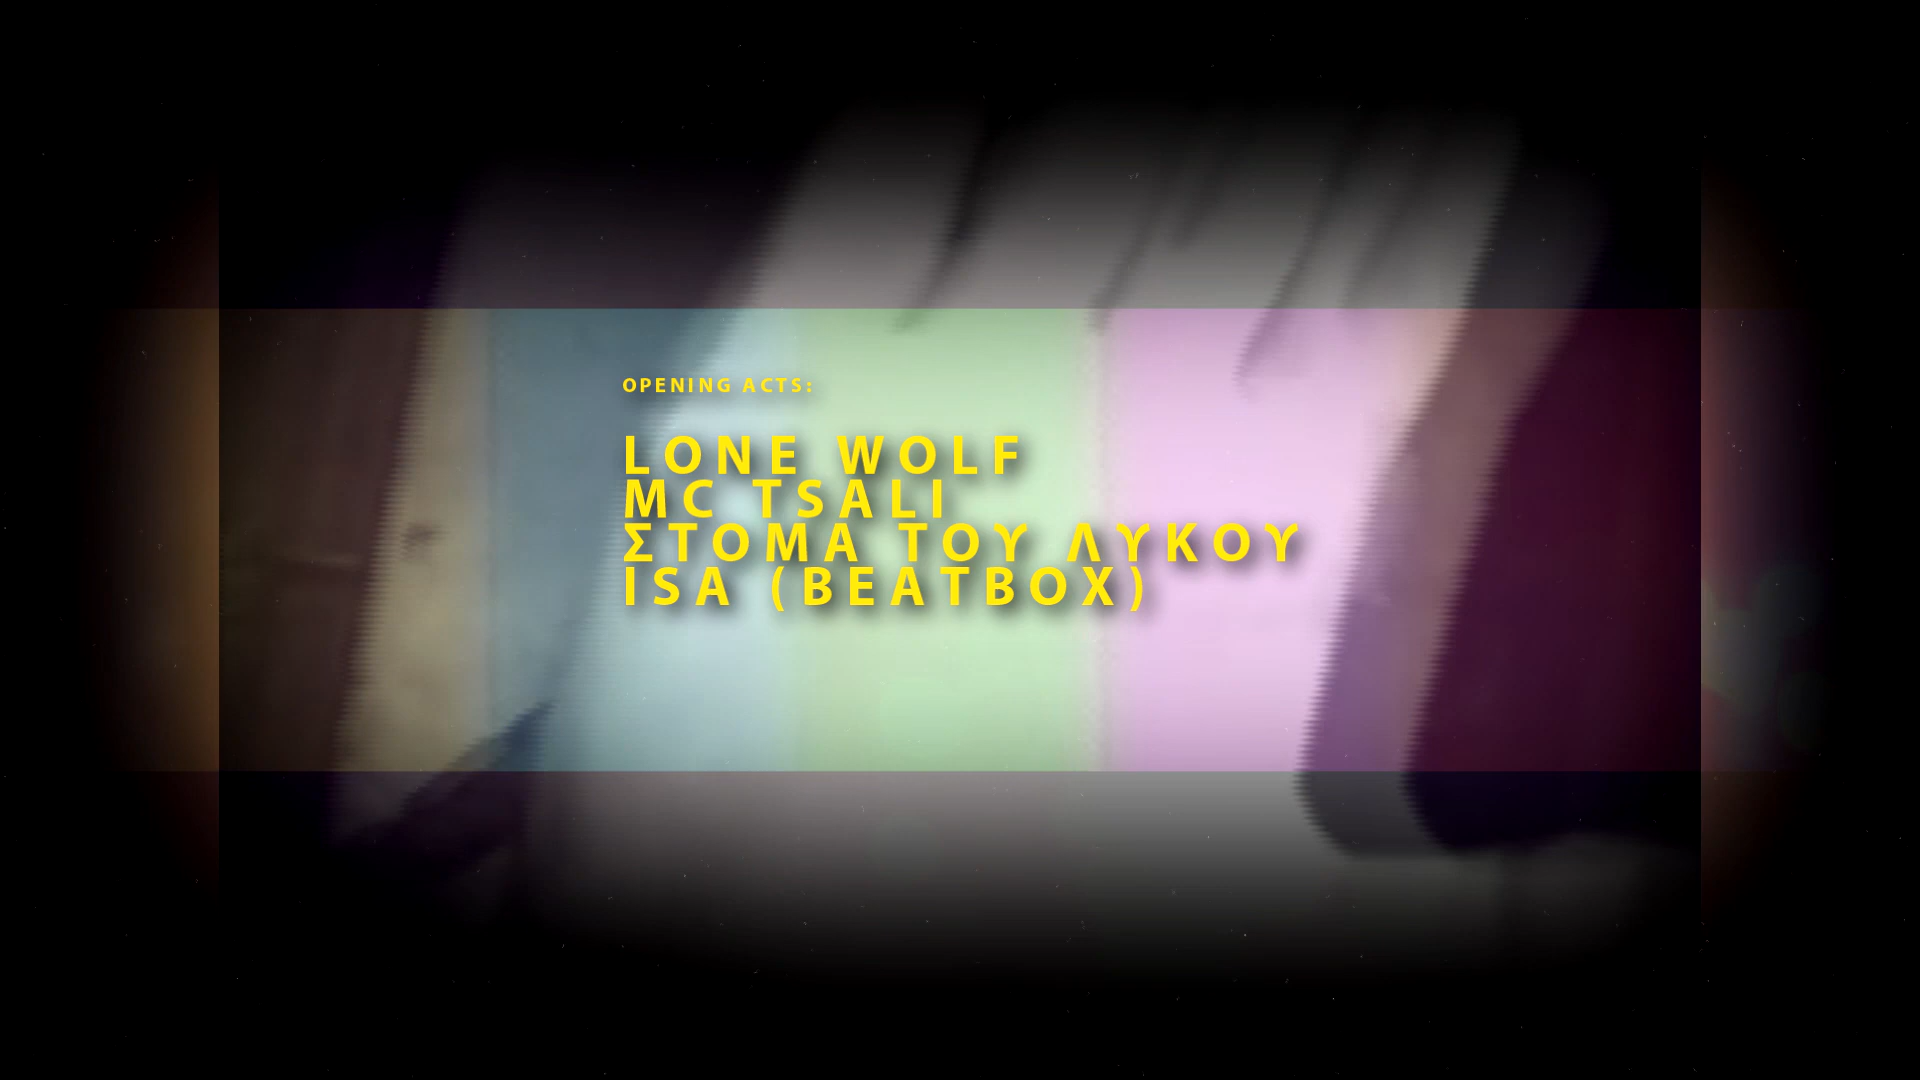 OPENING ACTS:
LONE WOLF
MC TSALI
ΣΤΟΜΑ ΤΟΥ ΛΥΚΟΥ
ISA (BEATBOX)